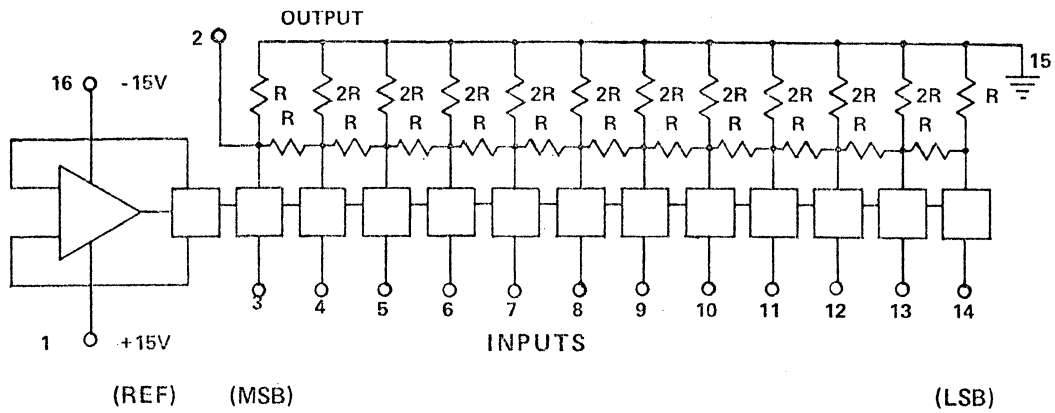 OUTPUT
2
15
16 -15V
R 2R 2R 2R 2R 2R 2R 2R 2R 2R 2R R
R R R R R R R R R R R
3 4 5 6 7 8 9 10 11 12 13 14
1 +15V
INPUTS
(REF) (MSB) (LSB)